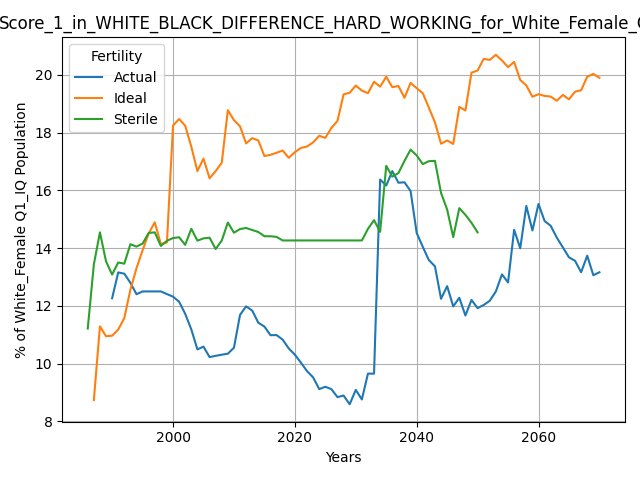 Score_1_in_WHITE_BLACK_DIFFERENCE_HARD_WORKING_for_White_Female_
Fertility
Actual
Ideal
Sterile
% of White_Female Q1_IQ Population
20
18
16
14
12
10
8
2000
2020
2040
2060
Years